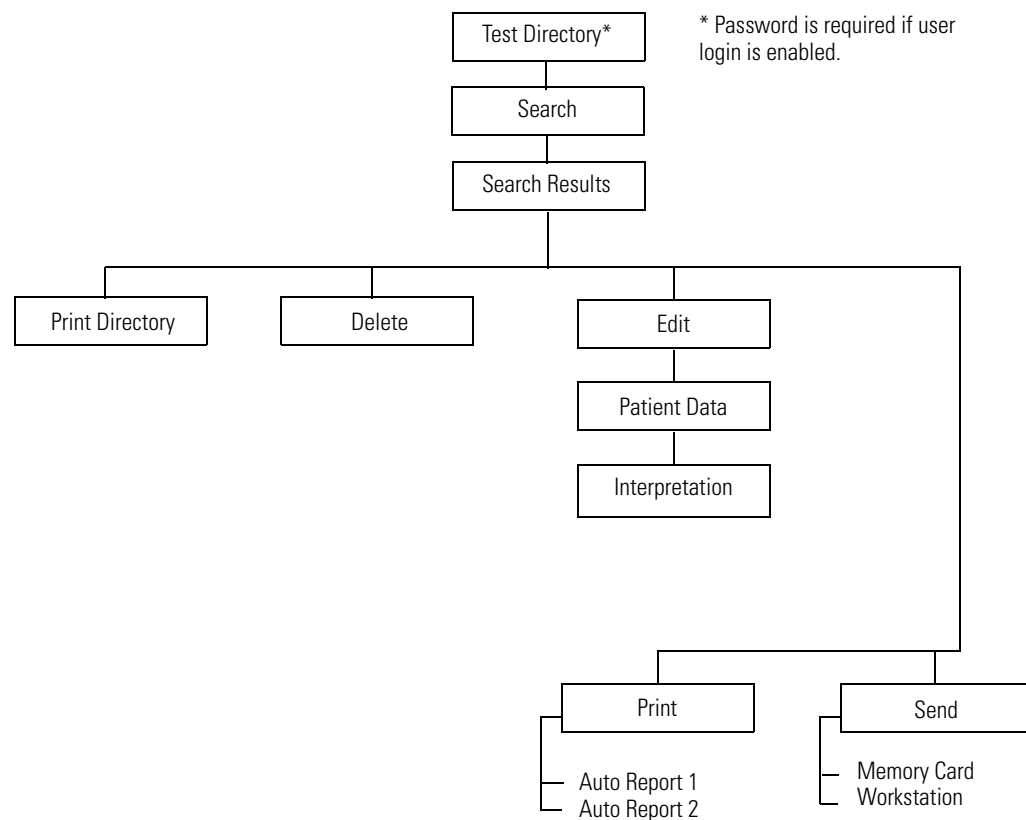 Test Directory*
* Password is required if user
login is enabled.
Search
Search Results
Print Directory
Delete
Edit
Patient Data
Interpretation
Print
Send
Auto Report 1
Auto Report 2
Memory Card
Workstation